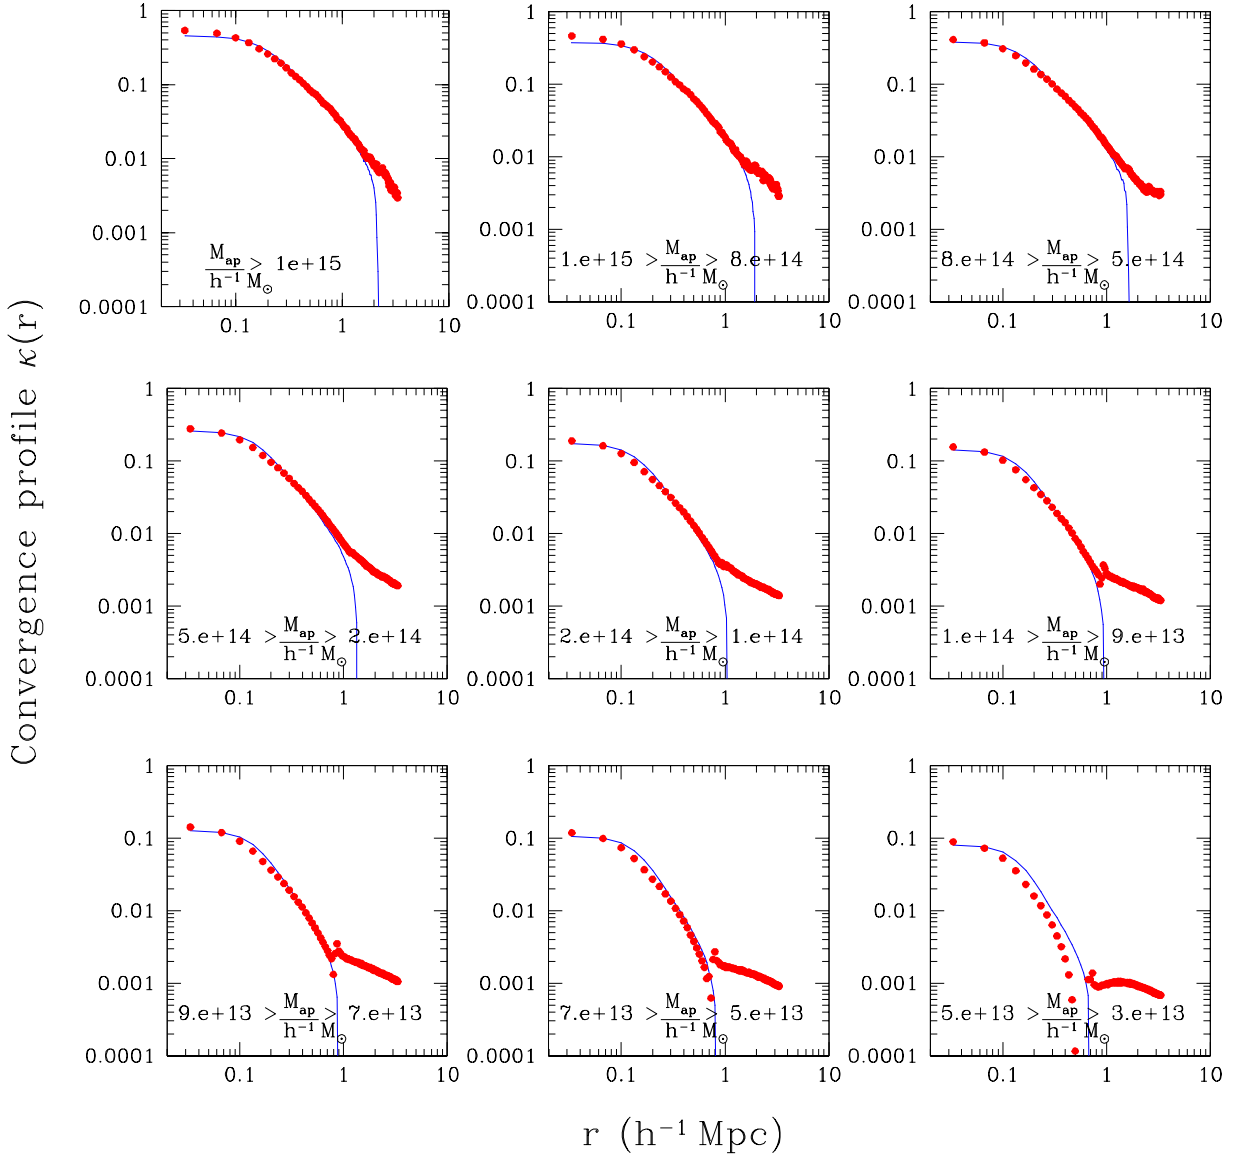 Convergence profile κ(r)
1
0.1
0.01
0.001
0.0001
M_ap / h⁻¹ M⊙ > 1e+15
0.1 1 10
1
0.1
0.01
0.001
0.0001
1.e+15 > M_ap / h⁻¹ M⊙ > 8.e+14
0.1 1 10
1
0.1
0.01
0.001
0.0001
8.e+14 > M_ap / h⁻¹ M⊙ > 5.e+14
0.1 1 10
1
0.1
0.01
0.001
0.0001
5.e+14 > M_ap / h⁻¹ M⊙ > 2.e+14
0.1 1 10
1
0.1
0.01
0.001
0.0001
2.e+14 > M_ap / h⁻¹ M⊙ > 1.e+14
0.1 1 10
1
0.1
0.01
0.001
0.0001
1.e+14 > M_ap / h⁻¹ M⊙ > 9.e+13
0.1 1 10
1
0.1
0.01
0.001
0.0001
9.e+13 > M_ap / h⁻¹ M⊙ > 7.e+13
0.1 1 10
1
0.1
0.01
0.001
0.0001
7.e+13 > M_ap / h⁻¹ M⊙ > 5.e+13
0.1 1 10
1
0.1
0.01
0.001
0.0001
5.e+13 > M_ap / h⁻¹ M⊙ > 3.e+13
0.1 1 10
r (h⁻¹ Mpc)